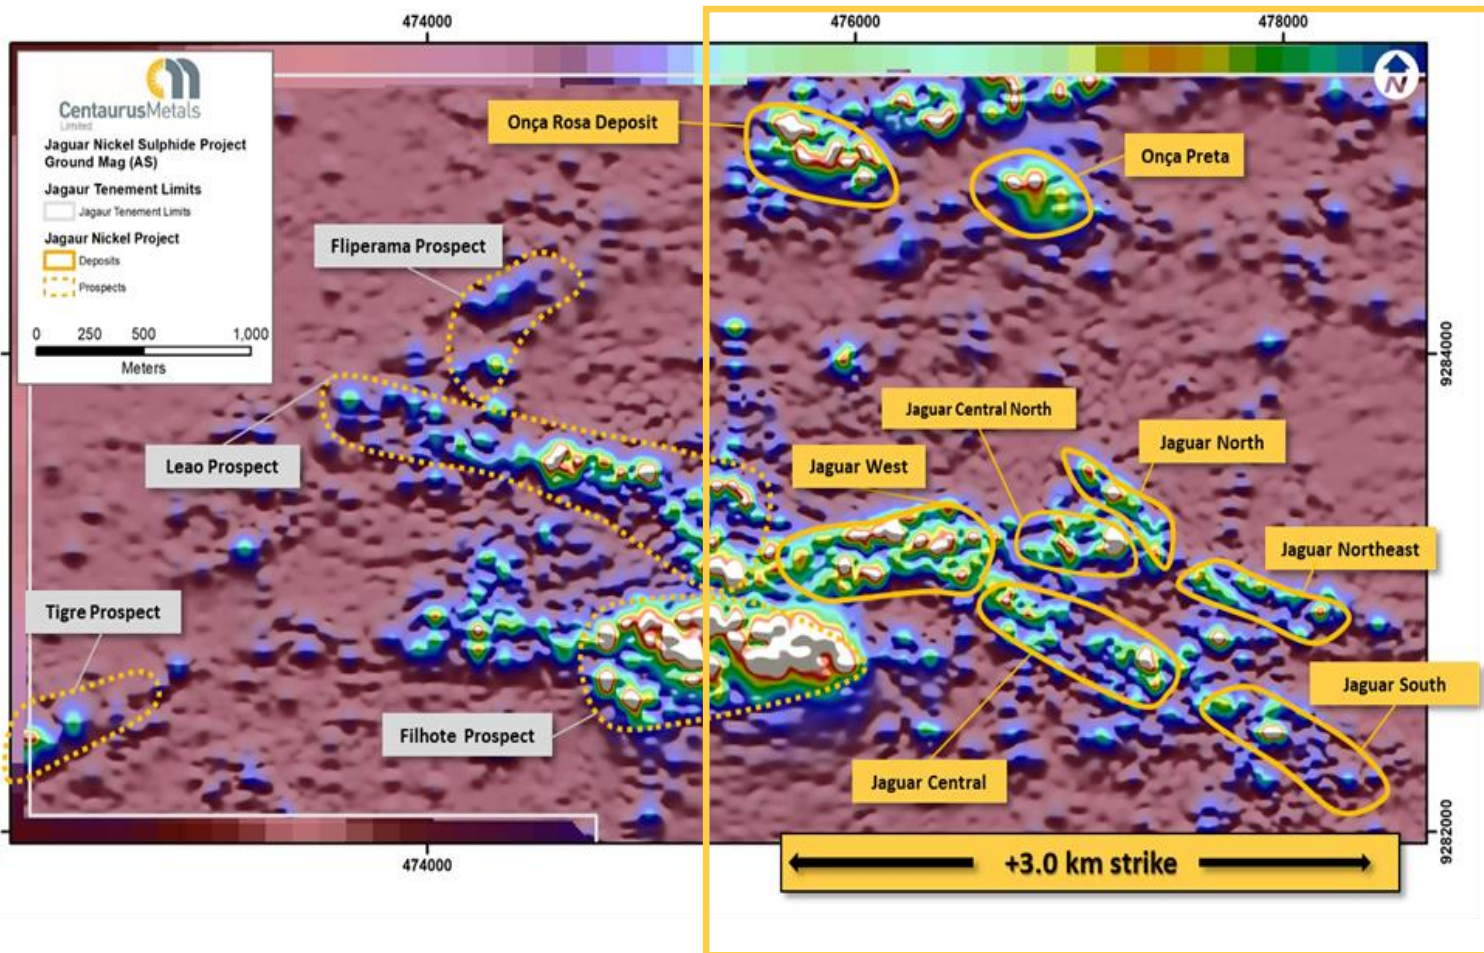 474000
476000
478000
CentaurusMetals
Limited
Jaguar Nickel Sulphide Project
Ground Mag (AS)
Jagaur Tenement Limits
Jagaur Tenement Limits
Jagaur Nickel Project
Deposits
Prospects
0 250 500 1,000
Meters
N
Onça Rosa Deposit
Onça Preta
Fliperama Prospect
9284000
Jaguar Central North
Jaguar North
Leao Prospect
Jaguar West
Jaguar Northeast
Tigre Prospect
Jaguar South
Filhote Prospect
Jaguar Central
9282000
474000
+3.0 km strike